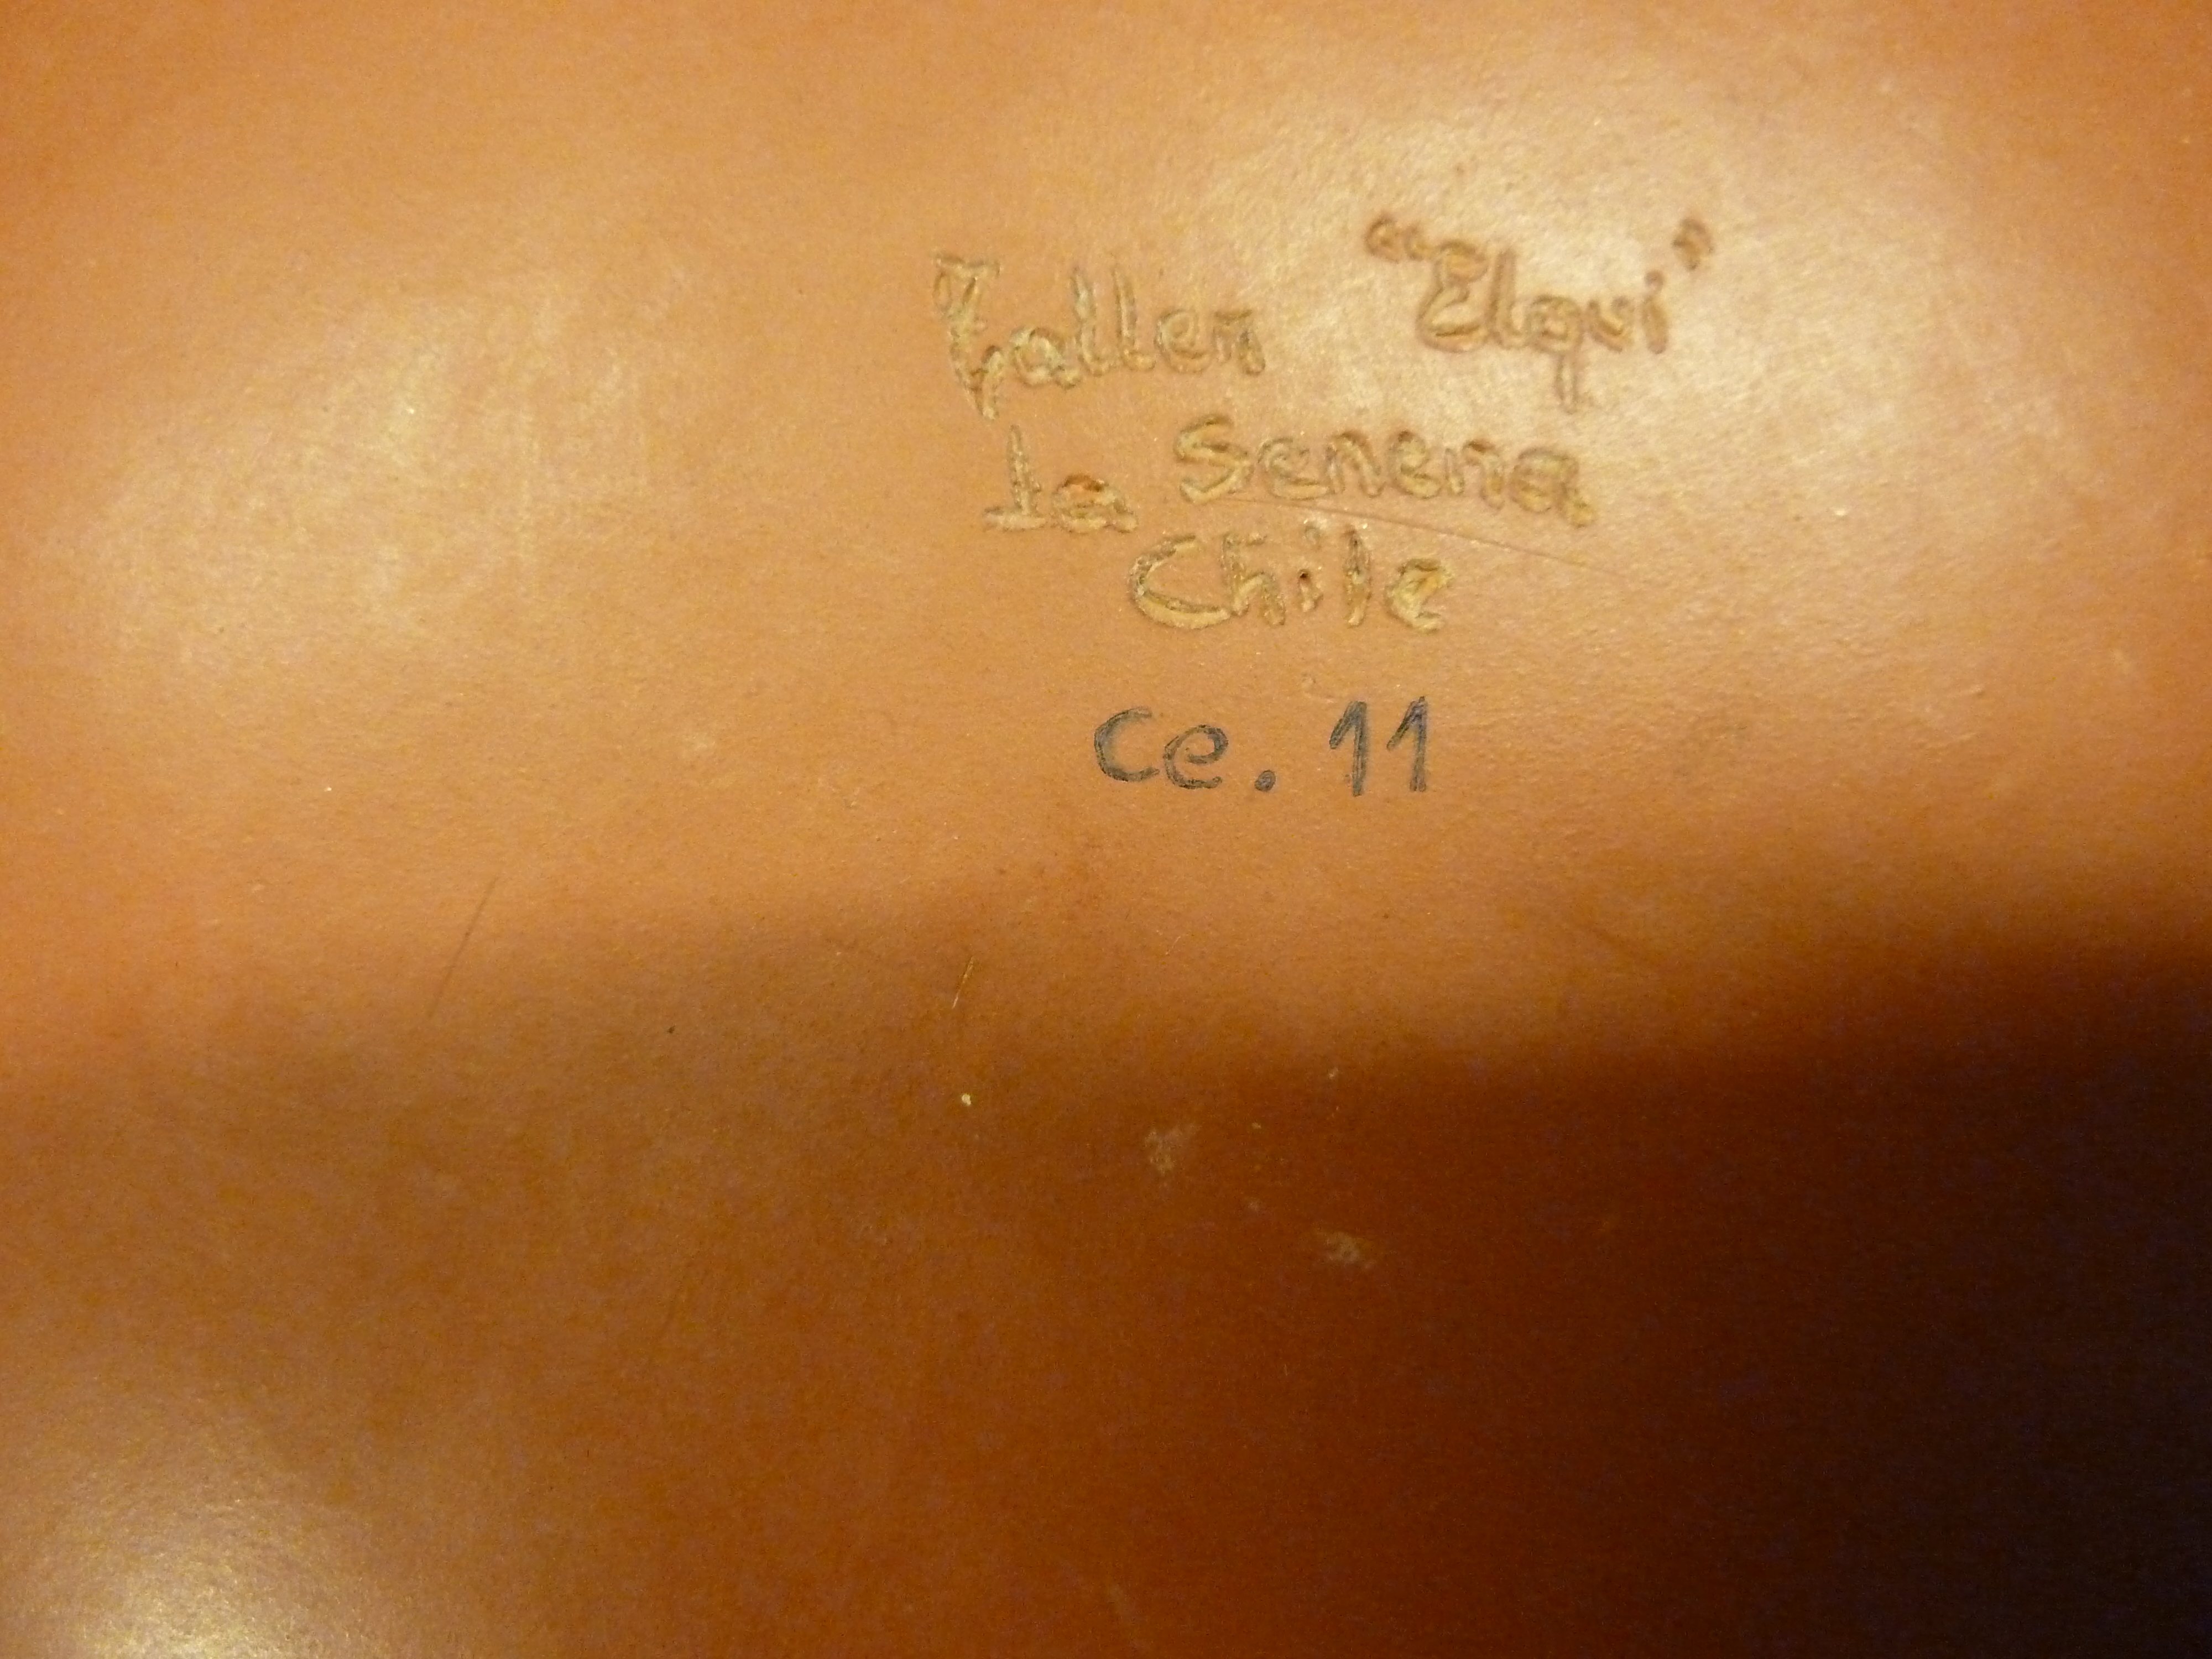 Taller "Elqui"
La Serena
Chile
Ce. 11